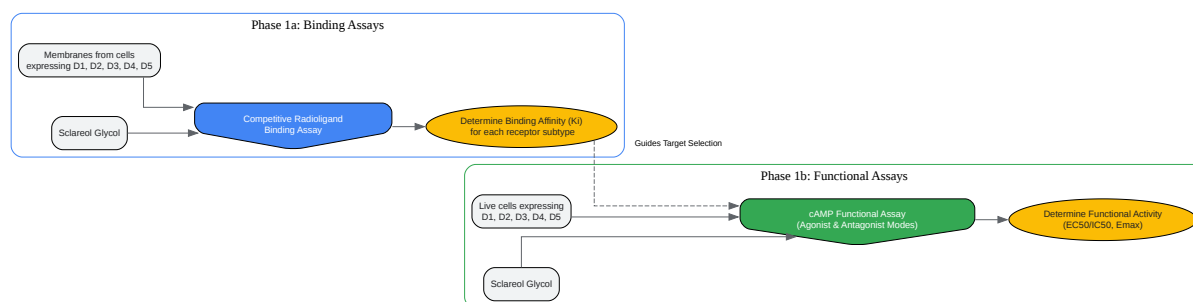 Phase 1a: Binding Assays
Membranes from cells
expressing D1, D2, D3, D4, D5
Sclareol Glycol
Competitive Radioligand
Binding Assay
Determine Binding Affinity (Ki)
for each receptor subtype
Guides Target Selection
Phase 1b: Functional Assays
Live cells expressing
D1, D2, D3, D4, D5
Sclareol Glycol
cAMP Functional Assay
(Agonist & Antagonist Modes)
Determine Functional Activity
(EC50/IC50, Emax)